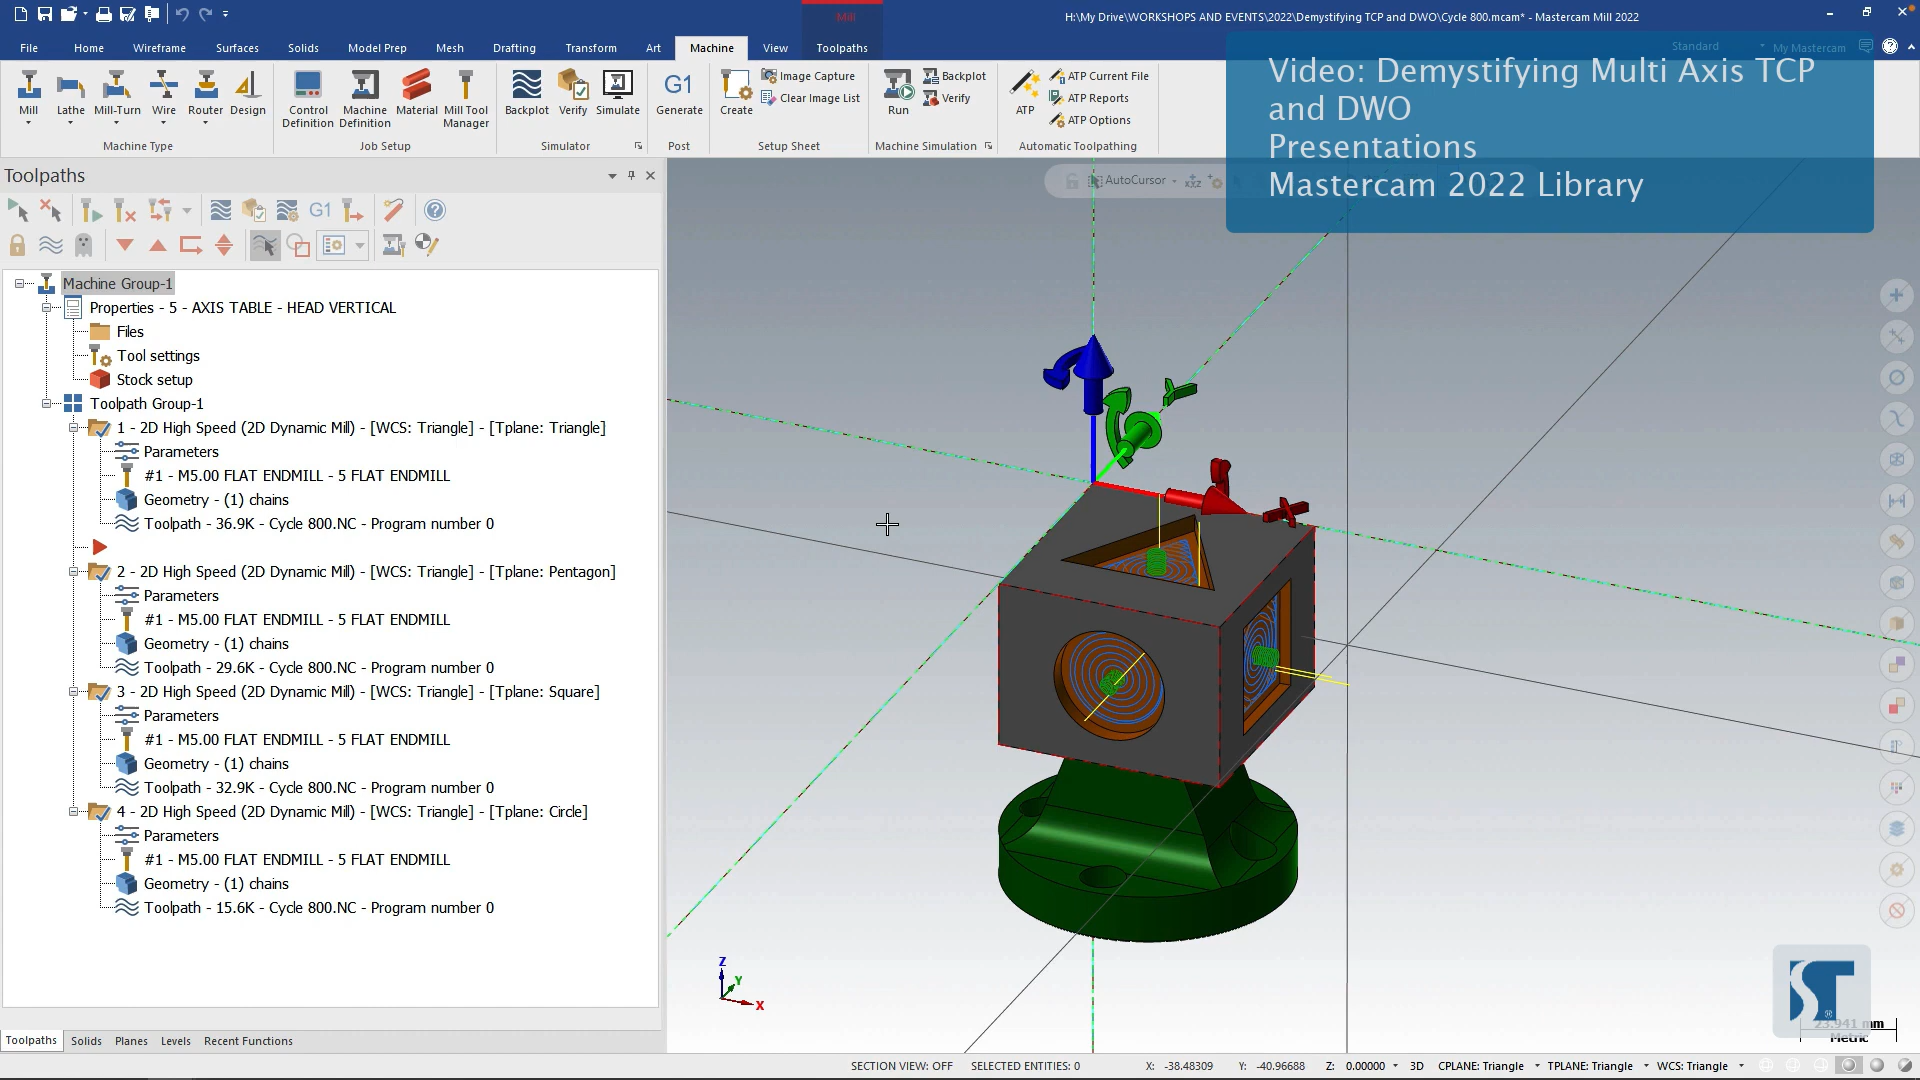 Mill
H:\My Drive\WORKSHOPS AND EVENTS\2022\Demystifying TCP and DWO\Cycle 800.mcam* - Mastercam Mill 2022
File Home Wireframe Surfaces Solids Model Prep Mesh Drafting Transform Art Machine View Toolpaths
Standard My Mastercam
Mill Lathe Mill-Turn Wire Router Design
Control Definition Machine Definition Material Mill Tool Manager
Backplot Verify Simulate
G1 Generate
Create Image Capture Clear Image List
Run Backplot Verify
ATP ATP Current File ATP Reports ATP Options
Machine Type Job Setup Simulator Post Setup Sheet Machine Simulation Automatic Toolpathing
Video: Demystifying Multi Axis TCP
and DWO
Presentations
Mastercam 2022 Library
Toolpaths
AutoCursor
G1
Machine Group-1
Properties - 5 - AXIS TABLE - HEAD VERTICAL
Files
Tool settings
Stock setup
Toolpath Group-1
1 - 2D High Speed (2D Dynamic Mill) - [WCS: Triangle] - [Tplane: Triangle]
Parameters
#1 - M5.00 FLAT ENDMILL - 5 FLAT ENDMILL
Geometry - (1) chains
Toolpath - 36.9K - Cycle 800.NC - Program number 0
2 - 2D High Speed (2D Dynamic Mill) - [WCS: Triangle] - [Tplane: Pentagon]
Parameters
#1 - M5.00 FLAT ENDMILL - 5 FLAT ENDMILL
Geometry - (1) chains
Toolpath - 29.6K - Cycle 800.NC - Program number 0
3 - 2D High Speed (2D Dynamic Mill) - [WCS: Triangle] - [Tplane: Square]
Parameters
#1 - M5.00 FLAT ENDMILL - 5 FLAT ENDMILL
Geometry - (1) chains
Toolpath - 32.9K - Cycle 800.NC - Program number 0
4 - 2D High Speed (2D Dynamic Mill) - [WCS: Triangle] - [Tplane: Circle]
Parameters
#1 - M5.00 FLAT ENDMILL - 5 FLAT ENDMILL
Geometry - (1) chains
Toolpath - 15.6K - Cycle 800.NC - Program number 0
Y
X
Z
Y
X
ST
23.941 mm
Metric
Toolpaths Solids Planes Levels Recent Functions
SECTION VIEW: OFF SELECTED ENTITIES: 0 X: -38.48309 Y: -40.96688 Z: 0.00000 3D CPLANE: Triangle TPLANE: Triangle WCS: Triangle